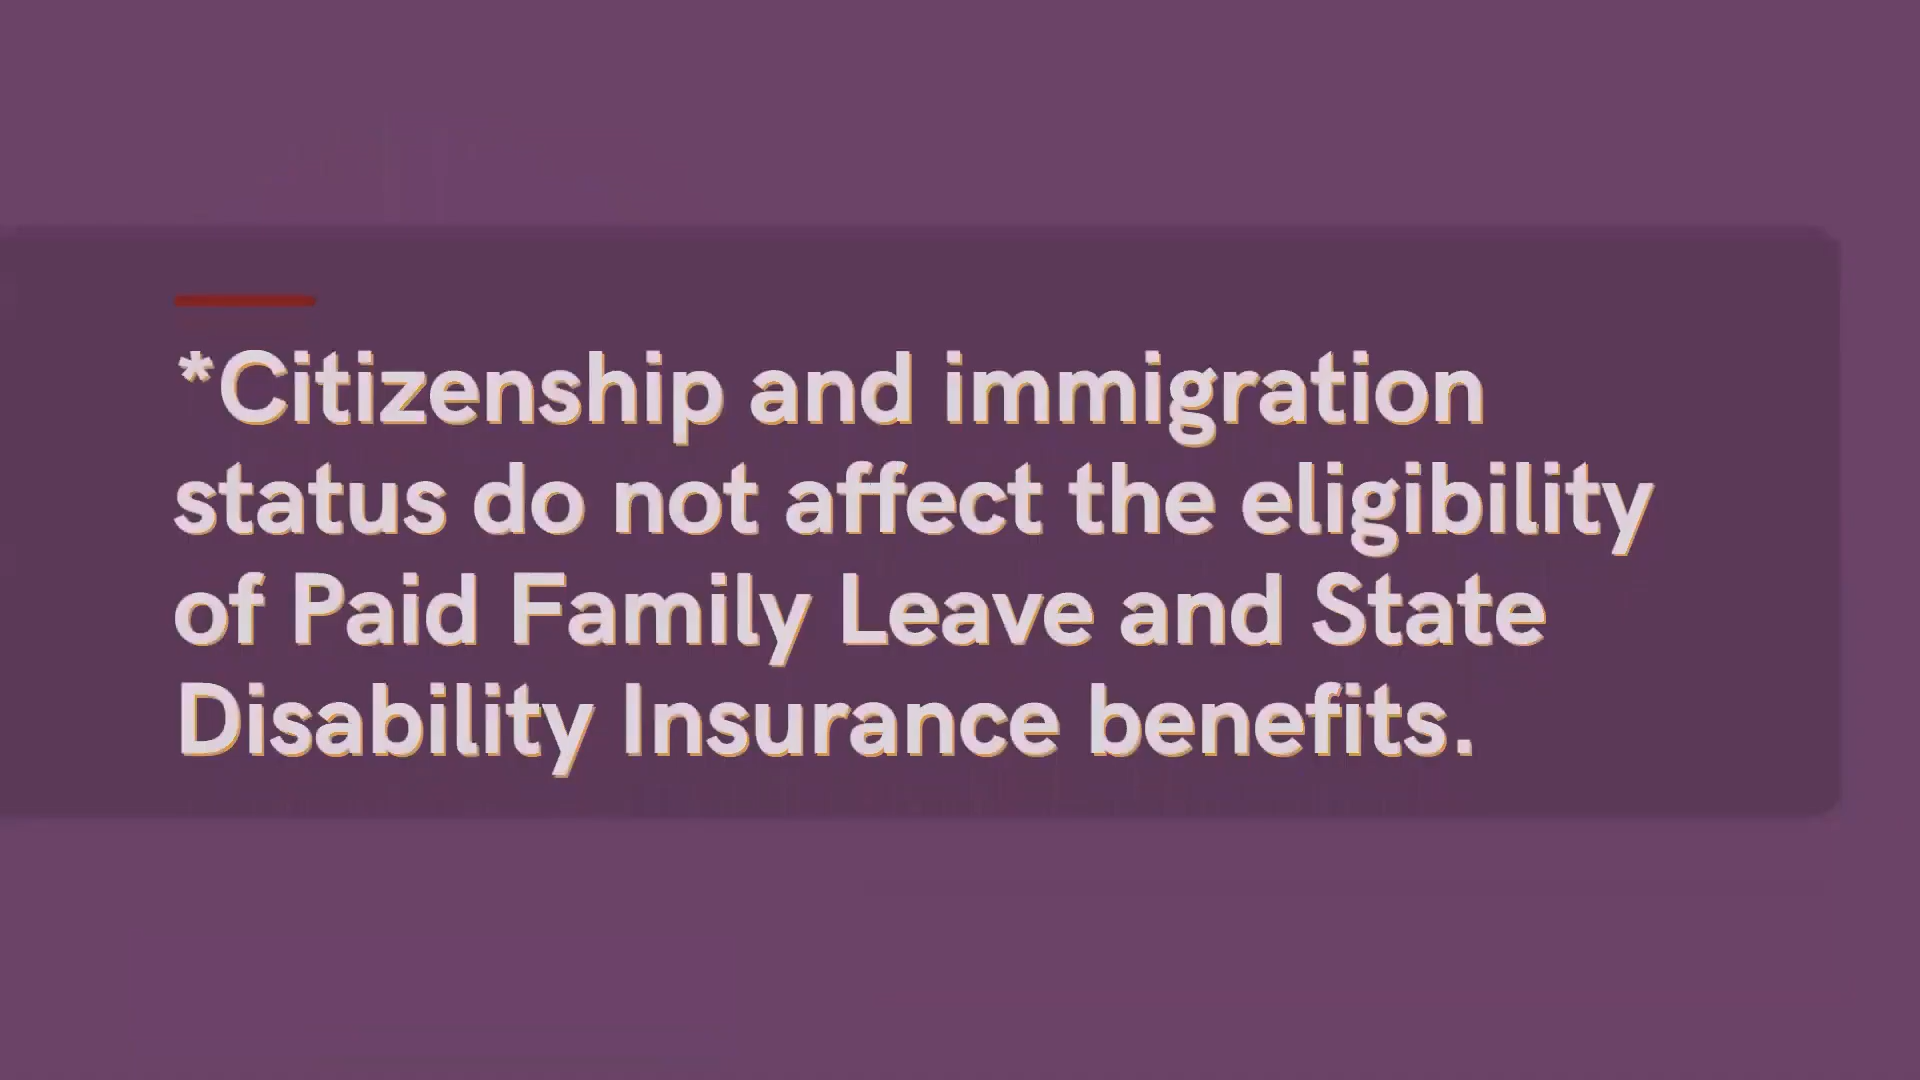 *Citizenship and immigration
status do not affect the eligibility
of Paid Family Leave and State
Disability Insurance benefits.